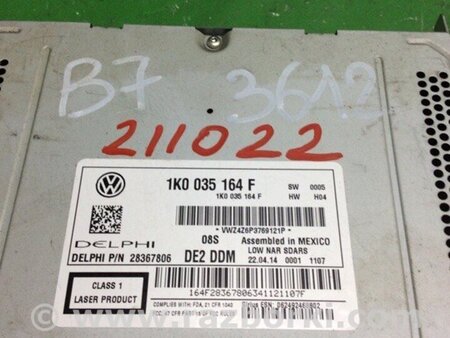 B7 3612
211022
1K0 035 164 F
SW 0005
1K0 035 164 F
HW H04
* VWZ4Z6P3769121P *
DELPHI
08S
Assembled in MEXICO
LOW NAR SDARS
DELPHI P/N 28367806
DE2 DDM
22.04.14 0001 1107
CLASS 1
LASER PRODUCT
164F28367806341121107F
COMPLIES WITH: FDA, 21 CFR 1040
CFR